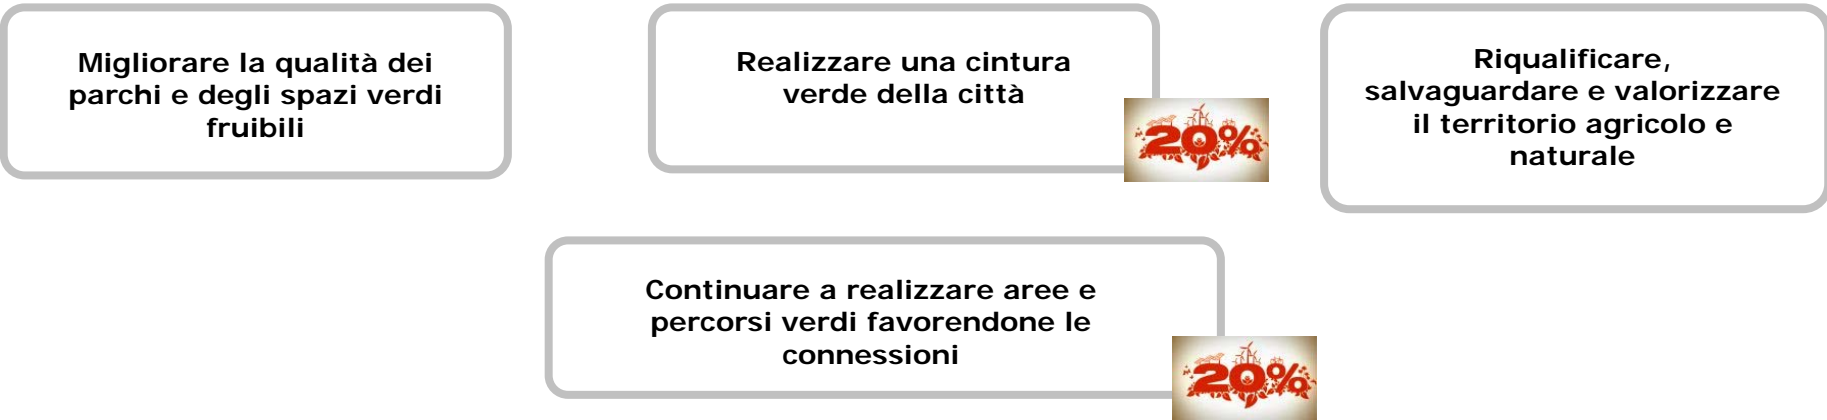 Migliorare la qualità dei
parchi e degli spazi verdi
fruibili
Realizzare una cintura
verde della città
20%
Riqualificare,
salvaguardare e valorizzare
il territorio agricolo e
naturale
Continuare a realizzare aree e
percorsi verdi favorendone le
connessioni
20%